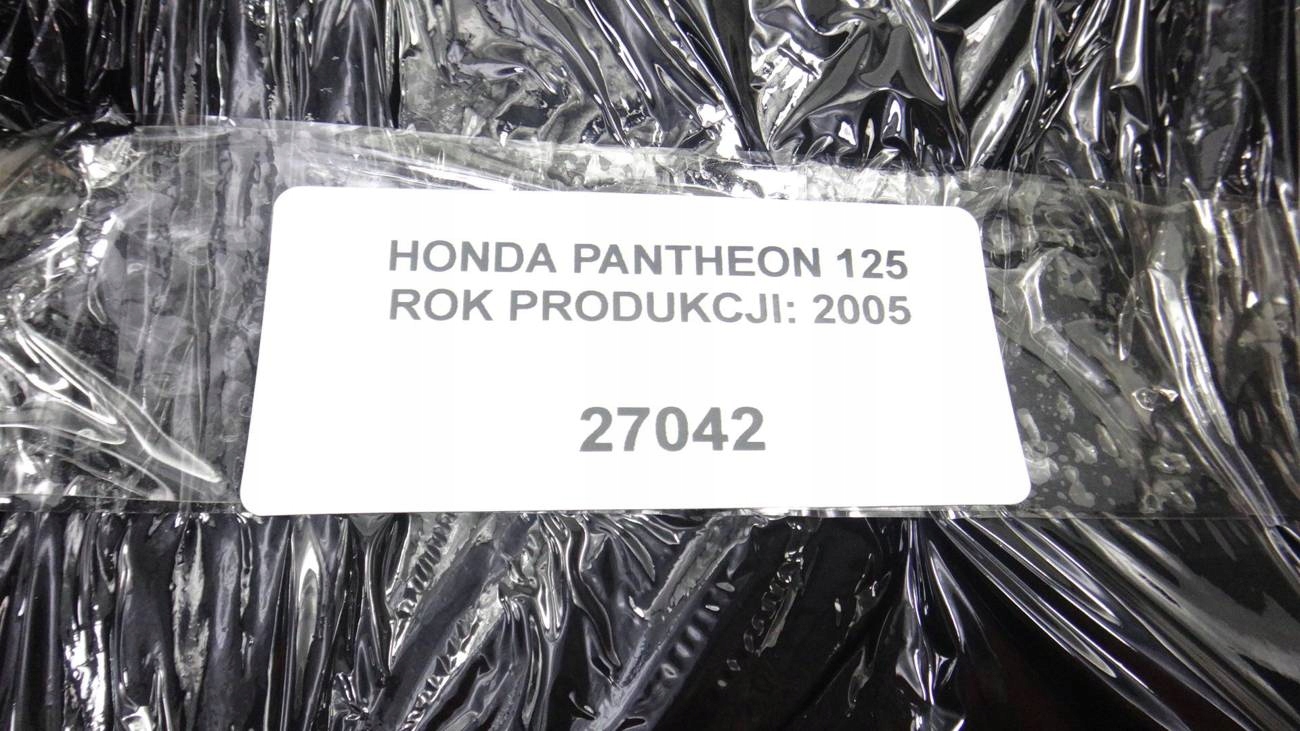 HONDA PANTHEON 125
ROK PRODUKCJI: 2005
27042